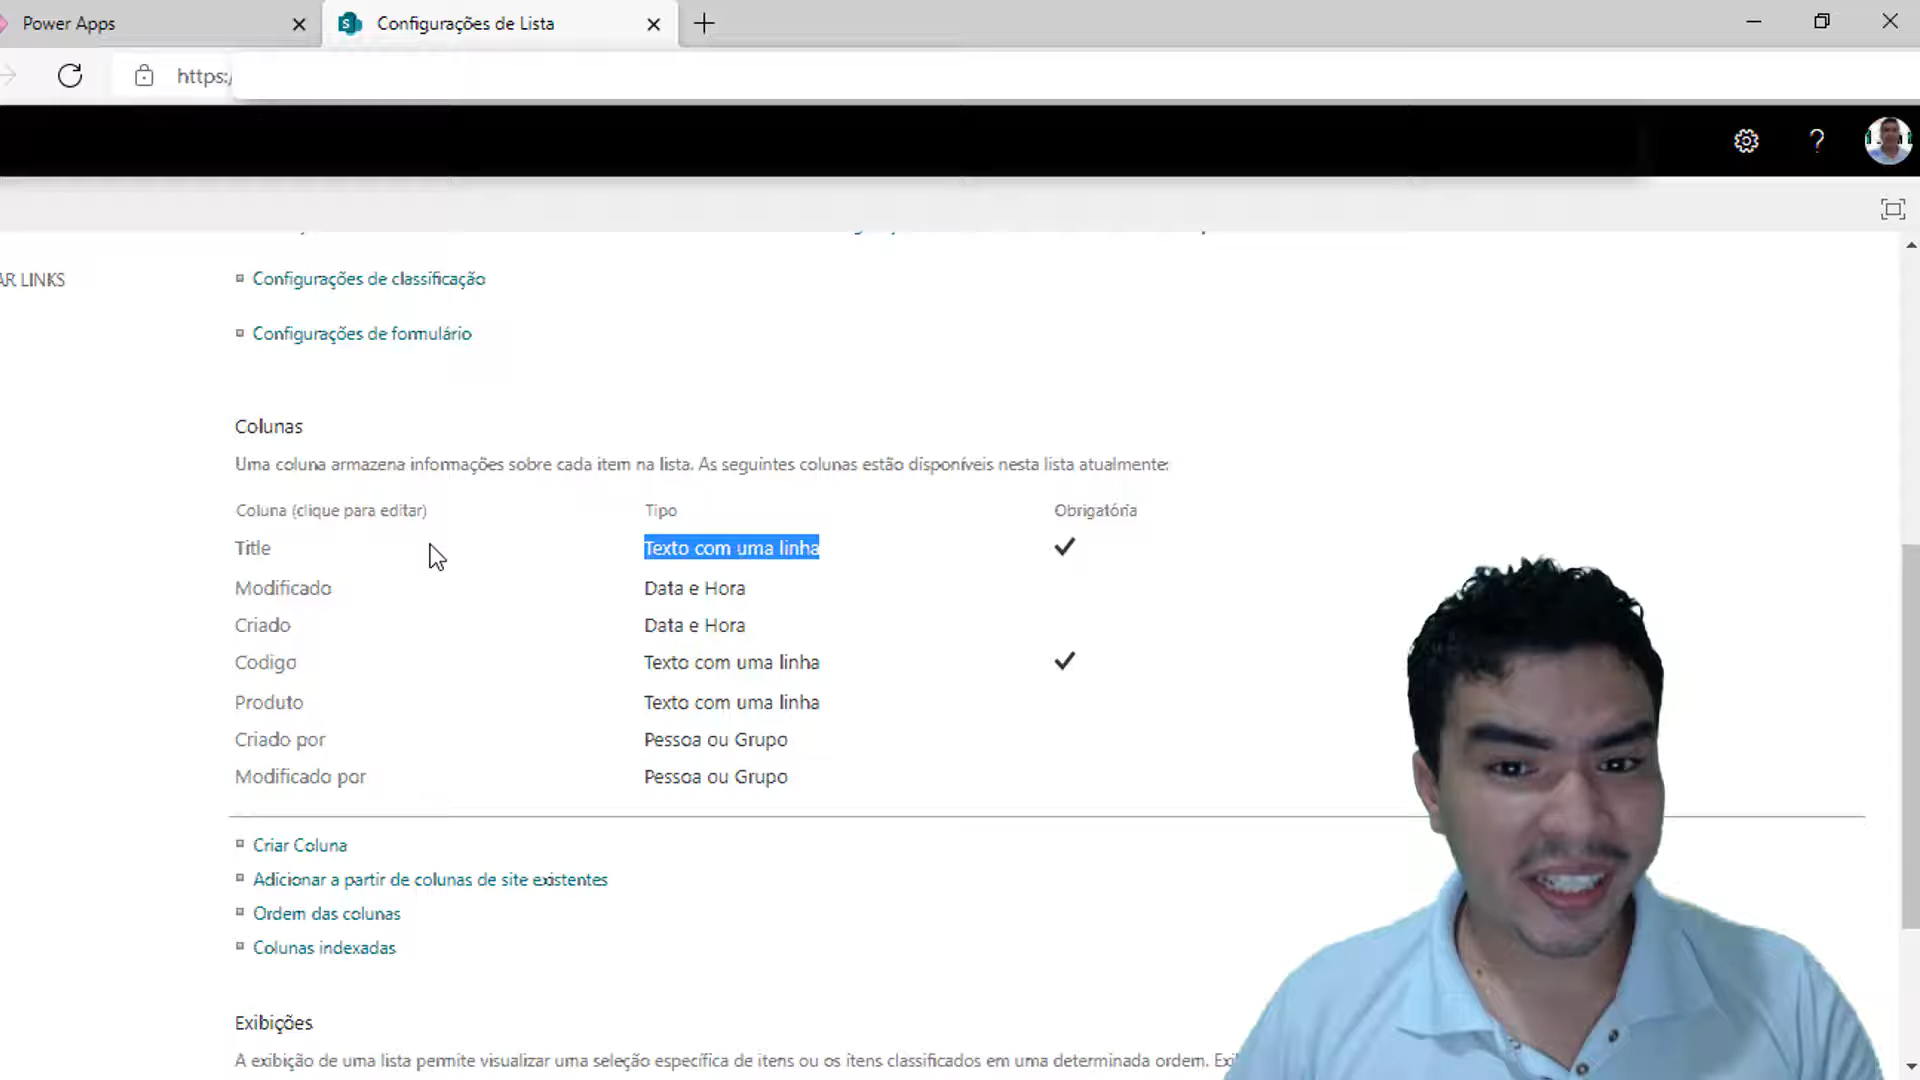 Power Apps
Configurações de Lista
https:/
?
AR LINKS
Configurações de classificação
Configurações de formulário
Colunas
Uma coluna armazena informações sobre cada item na lista. As seguintes colunas estão disponíveis nesta lista atualmente:
Coluna (clique para editar) Tipo Obrigatória
Title Texto com uma linha
Modificado Data e Hora
Criado Data e Hora
Codigo Texto com uma linha
Produto Texto com uma linha
Criado por Pessoa ou Grupo
Modificado por Pessoa ou Grupo
Criar Coluna
Adicionar a partir de colunas de site existentes
Ordem das colunas
Colunas indexadas
Exibições
A exibição de uma lista permite visualizar uma seleção específica de itens ou os itens classificados em uma determinada ordem. Exi